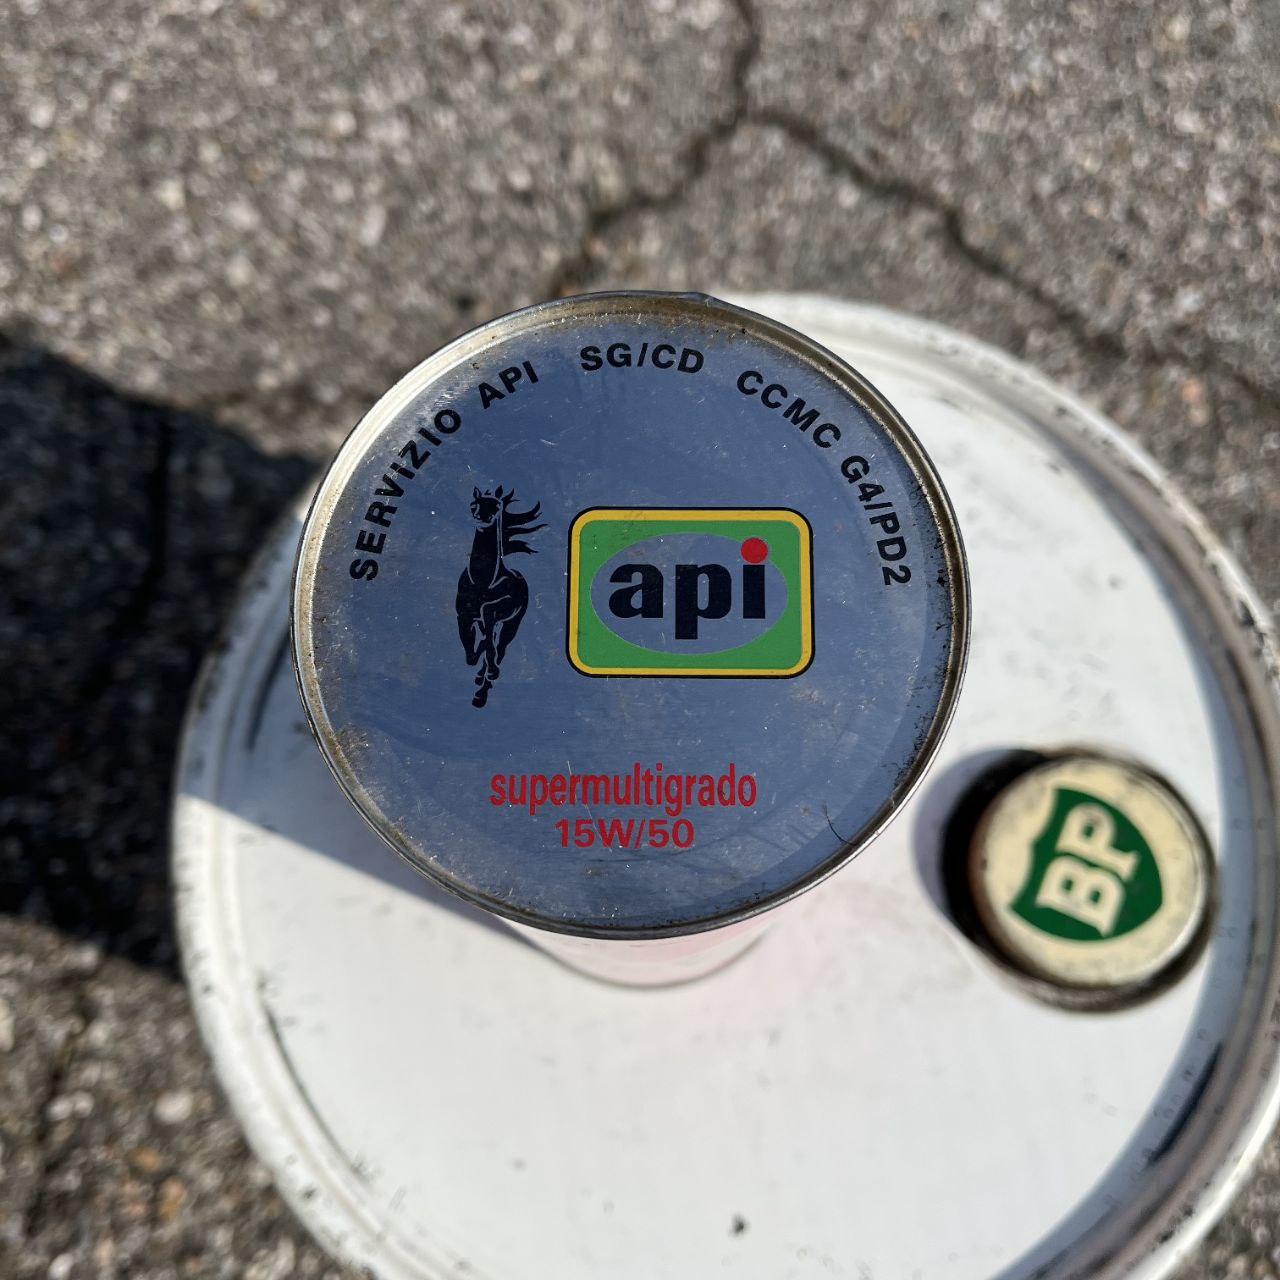 SERVIZIO API SG/CD CCMC G4/PD2
api
supermultigrado
15W/50
BP